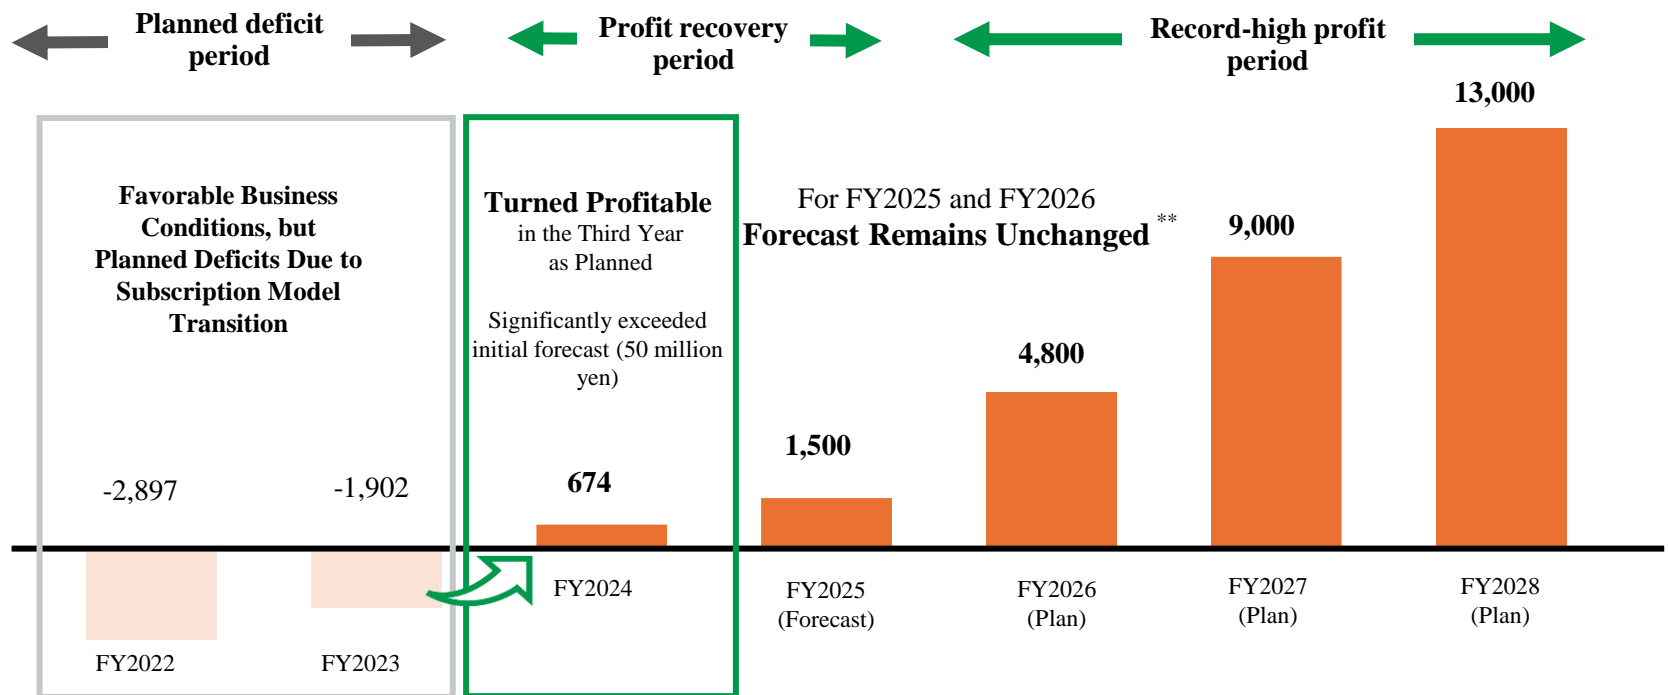 Planned deficit
period
Profit recovery
period
Record-high profit
period
Favorable Business
Conditions, but
Planned Deficits Due to
Subscription Model
Transition
Turned Profitable
in the Third Year
as Planned
Significantly exceeded
initial forecast (50 million
yen)
For FY2025 and FY2026
Forecast Remains Unchanged **
-2,897
-1,902
674
1,500
4,800
9,000
13,000
FY2022
FY2023
FY2024
FY2025
(Forecast)
FY2026
(Plan)
FY2027
(Plan)
FY2028
(Plan)